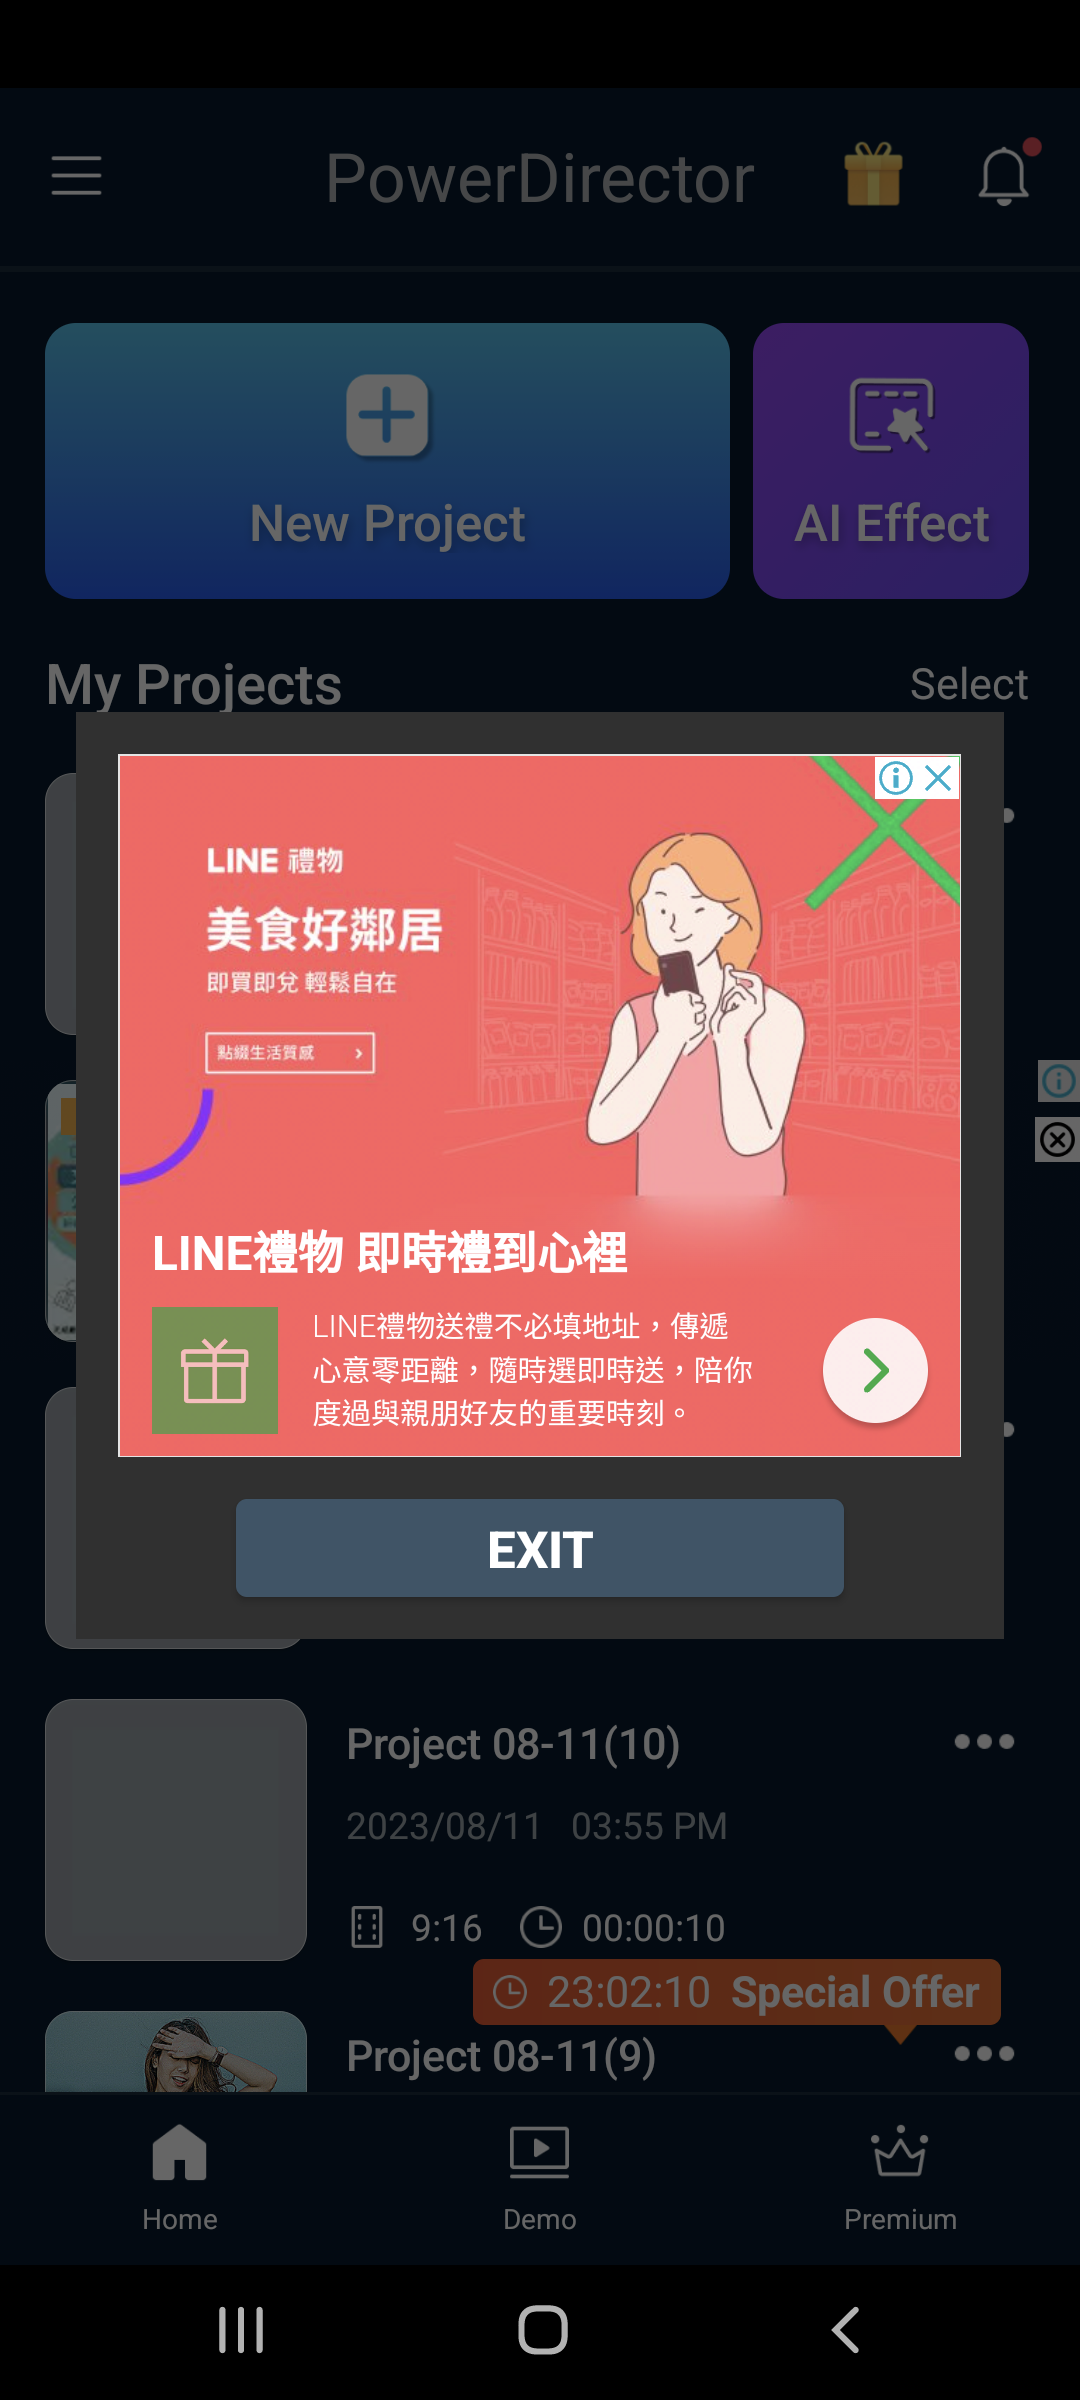 PowerDirector
New Project
AI Effect
My Projects
Select
LINE 禮物
美食好鄰居
即買即兌 輕鬆自在
點綴生活質感
LINE禮物 即時禮到心裡
LINE禮物送禮不必填地址，傳遞
心意零距離，隨時選即時送，陪你
度過與親朋好友的重要時刻。
EXIT
Project 08-11(10)
2023/08/11 03:55 PM
9:16 00:00:10
23:02:10 Special Offer
Project 08-11(9)
Home
Demo
Premium